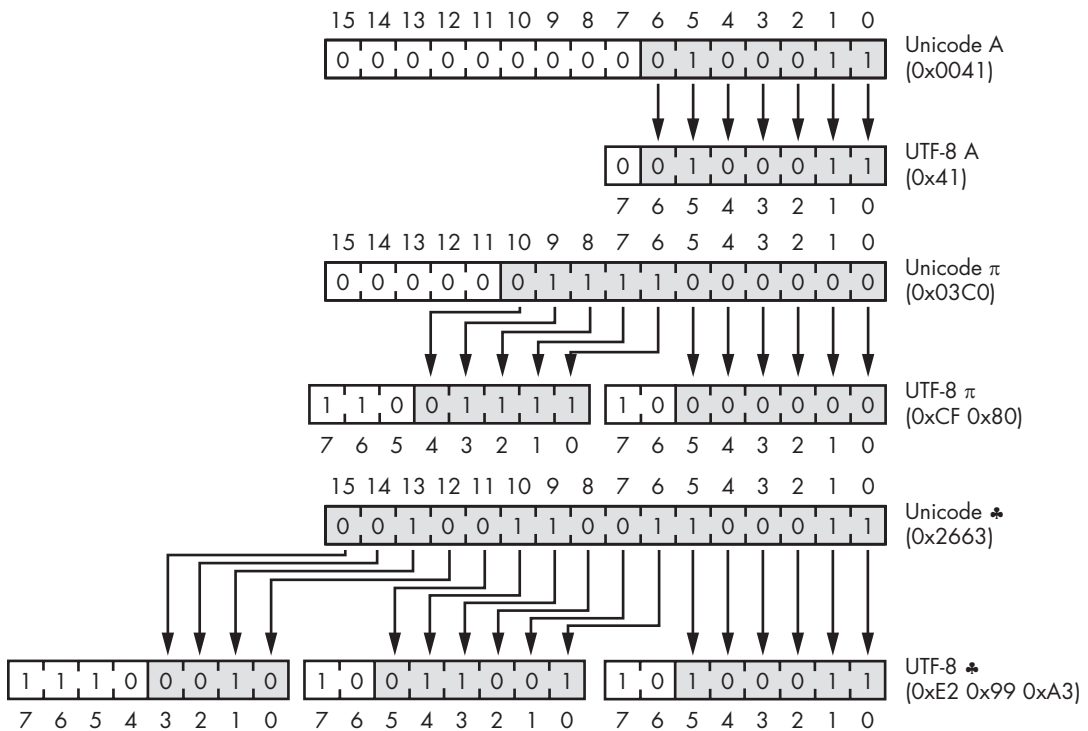 15 14 13 12 11 10 9 8 7 6 5 4 3 2 1 0
0 0 0 0 0 0 0 0 0 0 1 0 0 0 1 1
Unicode A
(0x0041)
0 0 1 0 0 0 1 1
UTF-8 A
(0x41)
7 6 5 4 3 2 1 0
15 14 13 12 11 10 9 8 7 6 5 4 3 2 1 0
0 0 0 0 0 0 1 1 1 1 0 0 0 0 0 0
Unicode π
(0x03C0)
1 1 0 0 1 1 1 1 1 0 0 0 0 0 0 0
UTF-8 π
(0xCF 0x80)
7 6 5 4 3 2 1 0 7 6 5 4 3 2 1 0
15 14 13 12 11 10 9 8 7 6 5 4 3 2 1 0
0 0 1 0 0 1 1 0 0 1 1 0 0 0 1 1
Unicode ♣
(0x2663)
1 1 1 0 0 0 1 0 1 0 0 1 1 0 0 1 1 0 1 0 0 0 1 1
UTF-8 ♣
(0xE2 0x99 0xA3)
7 6 5 4 3 2 1 0 7 6 5 4 3 2 1 0 7 6 5 4 3 2 1 0